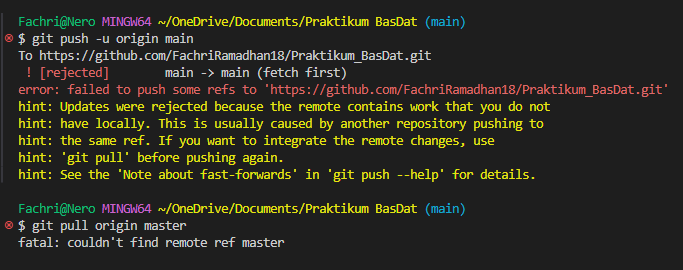 Fachri@Nero MINGW64 ~/OneDrive/Documents/Praktikum BasDat (main)
$ git push -u origin main
To https://github.com/FachriRamadhan18/Praktikum_BasDat.git
 ! [rejected]        main -> main (fetch first)
error: failed to push some refs to 'https://github.com/FachriRamadhan18/Praktikum_BasDat.git'
hint: Updates were rejected because the remote contains work that you do not
hint: have locally. This is usually caused by another repository pushing to
hint: the same ref. If you want to integrate the remote changes, use
hint: 'git pull' before pushing again.
hint: See the 'Note about fast-forwards' in 'git push --help' for details.
Fachri@Nero MINGW64 ~/OneDrive/Documents/Praktikum BasDat (main)
$ git pull origin master
fatal: couldn't find remote ref master